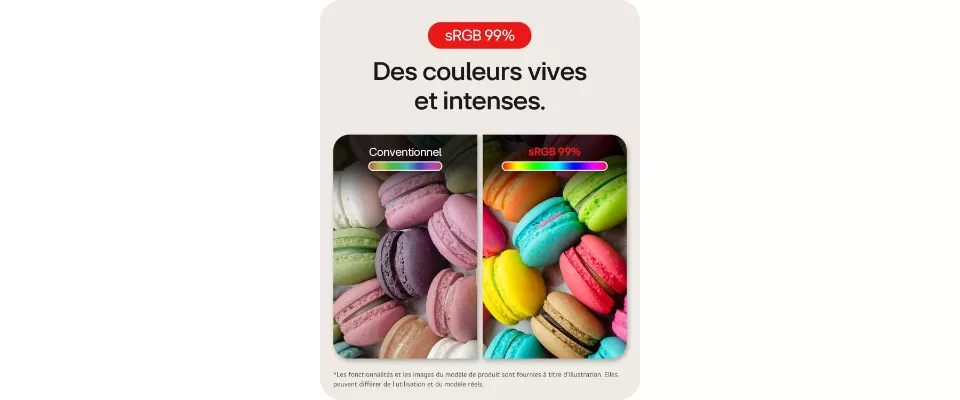 sRGB 99%
Des couleurs vives
et intenses.
Conventionnel
sRGB 99%
*Les fonctionnalités et les images du modèle de produit sont fournies à titre d'illustration. Elles
peuvent différer de l'utilisation et du modèle réels.